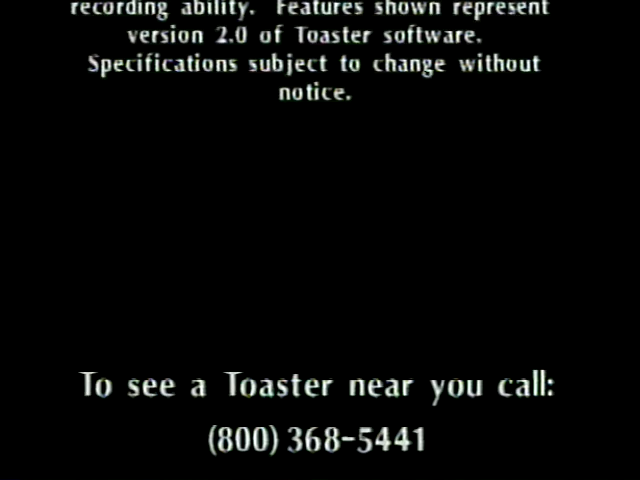 recording ability. Features shown represent
version 2.0 of Toaster software.
Specifications subject to change without
notice.
To see a Toaster near you call:
(800) 368-5441